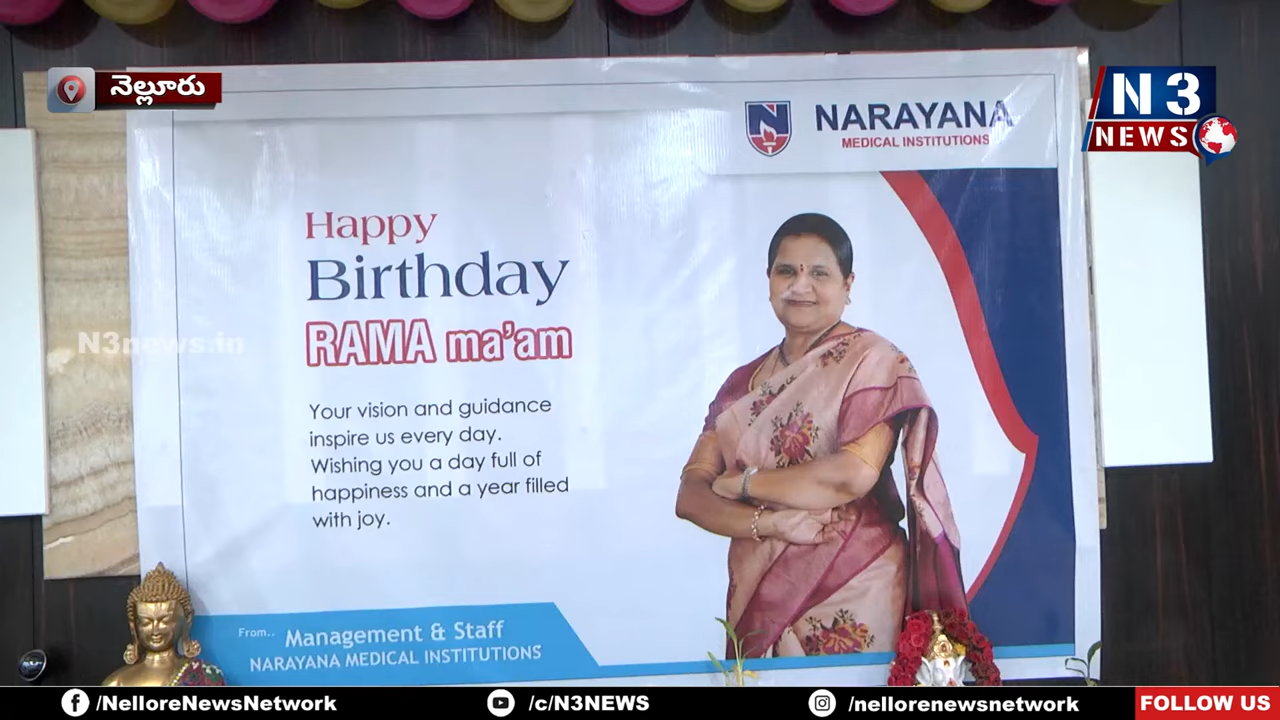 నెల్లూరు
N3
NEWS
NARAYANA
MEDICAL INSTITUTIONS
Happy
Birthday
RAMA ma'am
N3news.in
Your vision and guidance
inspire us every day.
Wishing you a day full of
happiness and a year filled
with joy.
From..
Management & Staff
NARAYANA MEDICAL INSTITUTIONS
/NelloreNewsNetwork
/c/N3NEWS
/nellorenewsnetwork
FOLLOW US